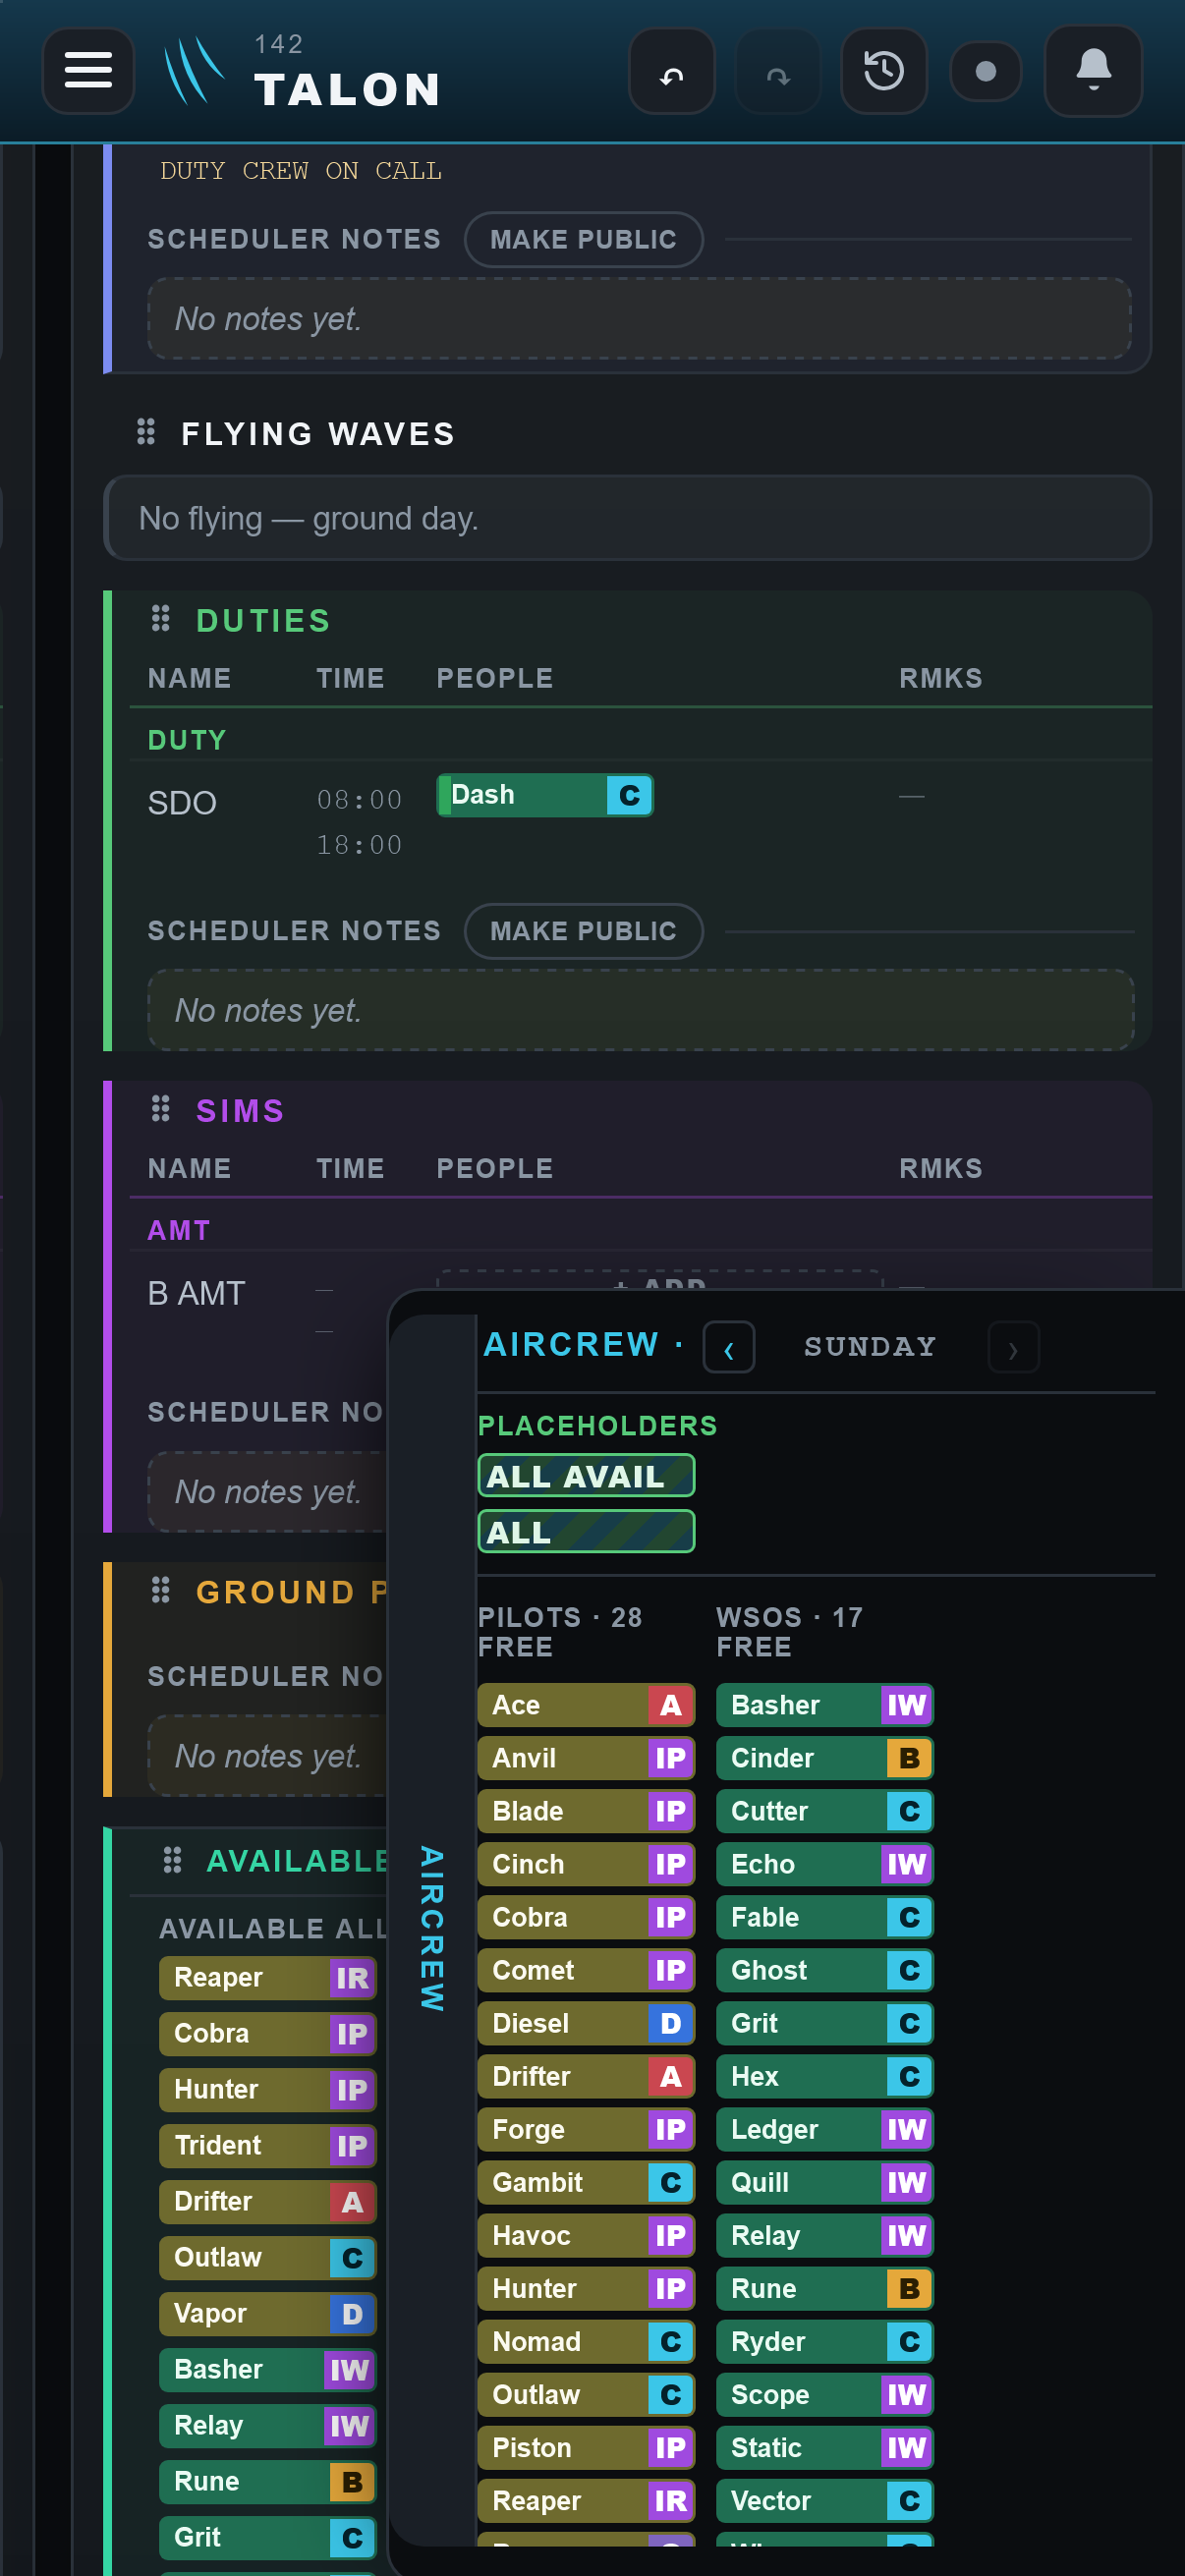 142
TALON
DUTY CREW ON CALL
SCHEDULER NOTES MAKE PUBLIC
No notes yet.
FLYING WAVES
No flying — ground day.
DUTIES
NAME TIME PEOPLE RMKS
DUTY
SDO 08:00 Dash C —
18:00
SCHEDULER NOTES MAKE PUBLIC
No notes yet.
SIMS
NAME TIME PEOPLE RMKS
AMT
B AMT —
—
SCHEDULER NO
No notes yet.
GROUND P
SCHEDULER NO
No notes yet.
AVAILABLE
AVAILABLE ALL
Reaper IR
Cobra IP
Hunter IP
Trident IP
Drifter A
Outlaw C
Vapor D
Basher IW
Relay IW
Rune B
Grit C
AIRCREW
AIRCREW · ‹ SUNDAY ›
PLACEHOLDERS
ALL AVAIL
ALL
PILOTS · 28 FREE
WSOS · 17 FREE
Ace A
Anvil IP
Blade IP
Cinch IP
Cobra IP
Comet IP
Diesel D
Drifter A
Forge IP
Gambit C
Havoc IP
Hunter IP
Nomad C
Outlaw C
Piston IP
Reaper IR
Basher IW
Cinder B
Cutter C
Echo IW
Fable C
Ghost C
Grit C
Hex C
Ledger IW
Quill IW
Relay IW
Rune B
Ryder C
Scope IW
Static IW
Vector C